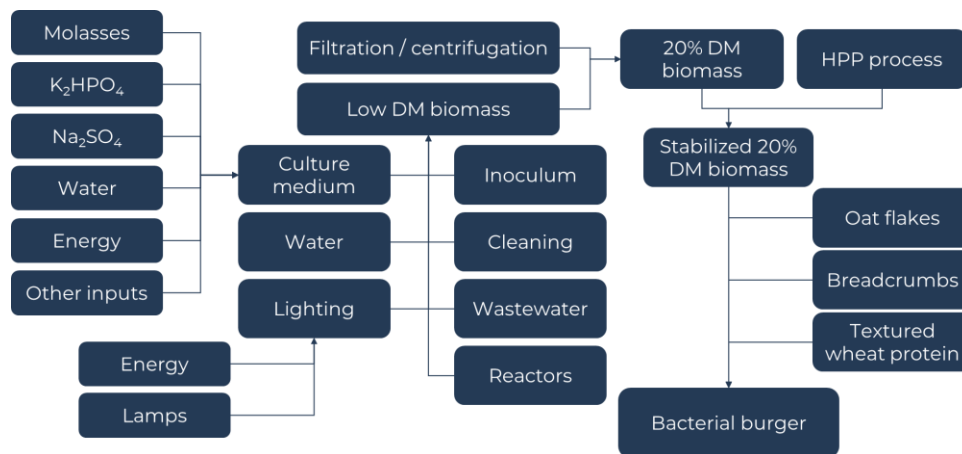 Molasses
K₂HPO₄
Na₂SO₄
Water
Energy
Other inputs
Energy
Lamps
Culture
medium
Water
Lighting
Filtration / centrifugation
Low DM biomass
Inoculum
Cleaning
Wastewater
Reactors
20% DM
biomass
HPP process
Stabilized 20%
DM biomass
Oat flakes
Breadcrumbs
Textured
wheat protein
Bacterial burger